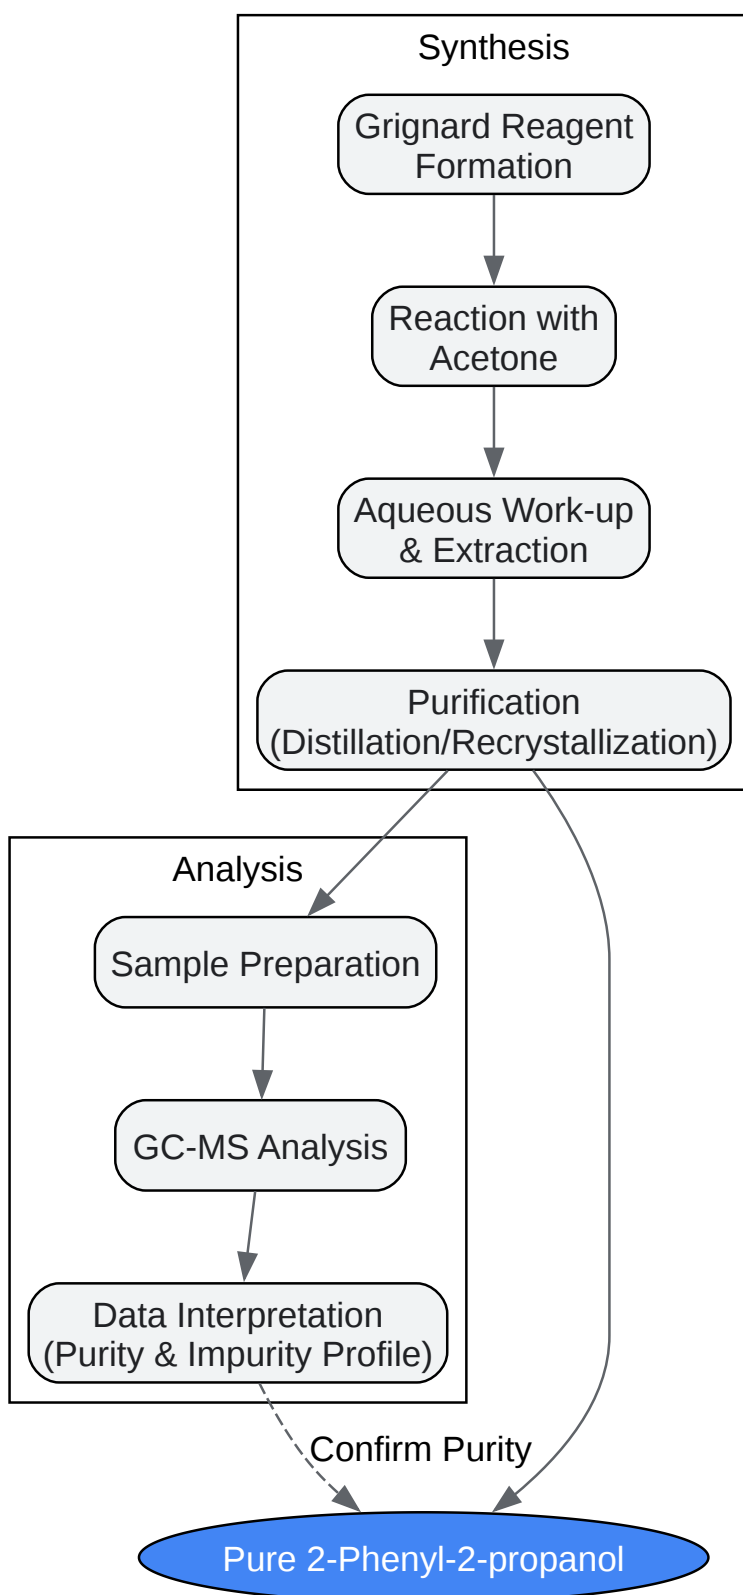 Synthesis
Grignard Reagent
Formation
Reaction with
Acetone
Aqueous Work-up
& Extraction
Purification
(Distillation/Recrystallization)
Analysis
Sample Preparation
GC-MS Analysis
Data Interpretation
(Purity & Impurity Profile)
Confirm Purity
Pure 2-Phenyl-2-propanol